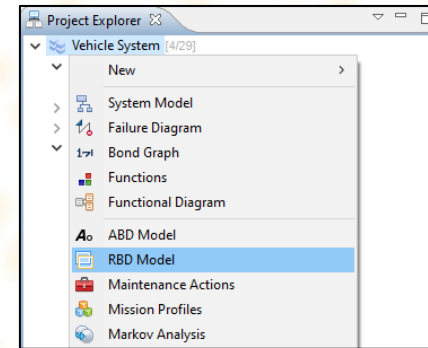 Project Explorer
Vehicle System [4/29]
New
System Model
Failure Diagram
Bond Graph
Functions
Functional Diagram
ABD Model
RBD Model
Maintenance Actions
Mission Profiles
Markov Analysis